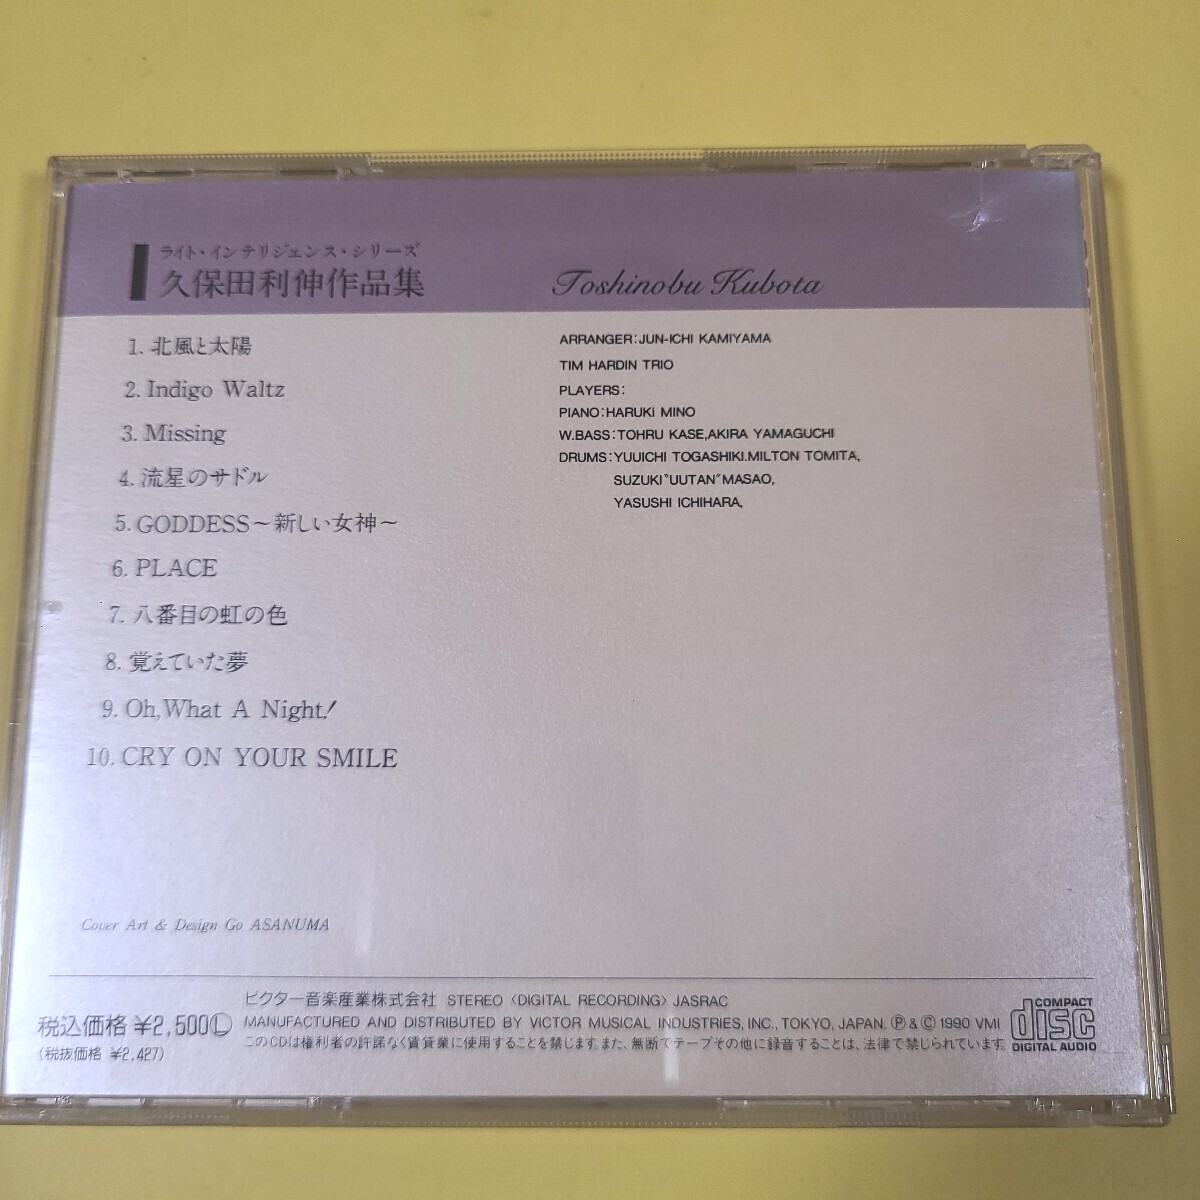 ライト・インテリジェンス・シリーズ
久保田利伸作品集
Toshinobu Kubota
1. 北風と太陽
2. Indigo Waltz
3. Missing
4. 流星のサドル
5. GODDESS〜新しい女神〜
6. PLACE
7. 八番目の虹の色
8. 覚えていた夢
9. Oh,What A Night!
10. CRY ON YOUR SMILE
ARRANGER:JUN-ICHI KAMIYAMA
TIM HARDIN TRIO
PLAYERS:
PIANO:HARUKi MINO
W.BASS:TOHRU KASE,AKIRA YAMAGUCHI
DRUMS:YUUICHI TOGASHIKI.MILTON TOMITA,
SUZUKI"UUTAN"MASAO,
YASUSHI ICHIHARA,
Cover Art & Design Go ASANUMA
税込価格 ¥2,500Ⓛ
(税抜価格 ¥2,427)
ビクター音楽産業株式会社 STEREO 〈DIGITAL RECORDING〉 JASRAC
MANUFACTURED AND DISTRIBUTED BY VICTOR MUSICAL INDUSTRIES, INC., TOKYO, JAPAN. Ⓟ & Ⓒ 1990 VMI
このCDは権利者の許諾なく賃貸業に使用することを禁じます。また、無断でテープその他に録音することは、法律で禁じられています。
COMPACT
disc
DIGITAL AUDIO